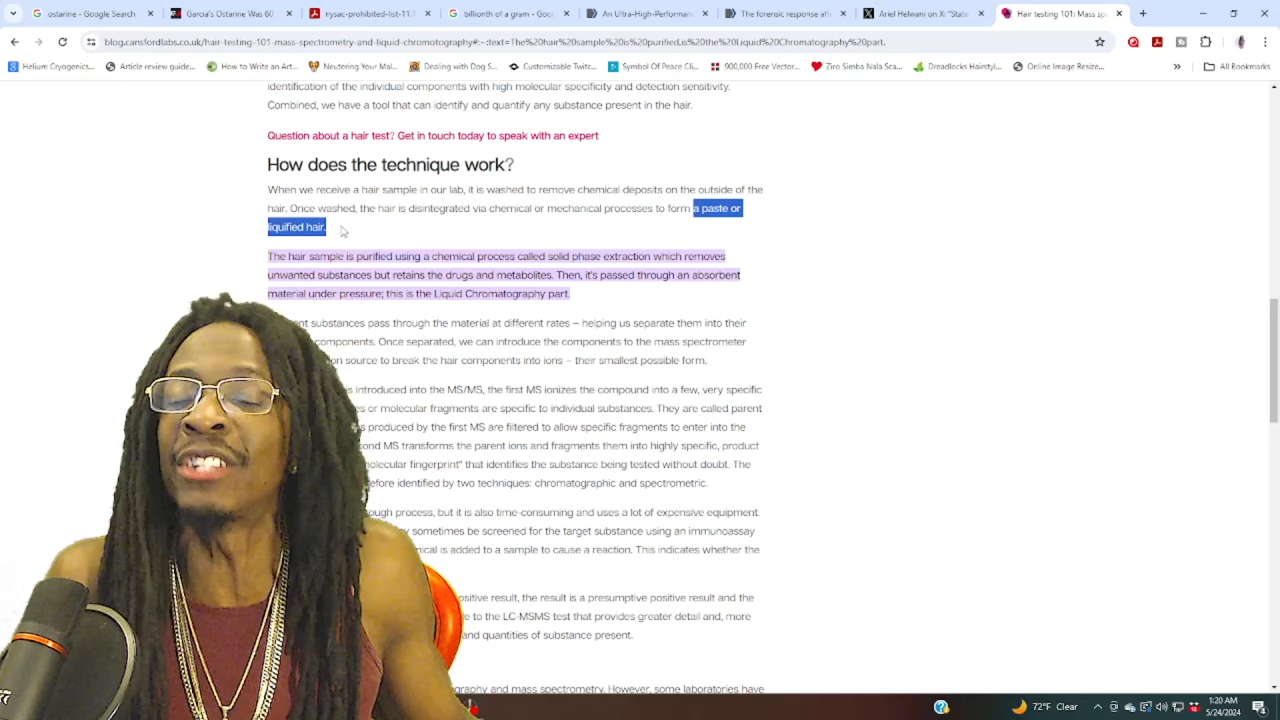 ostarine - Google Search
Garcia's Ostarine Was 60
nysac-prohibited-list-11.1
billionth of a gram - Goog
An Ultra-High-Performan
The forensic response aft
Ariel Helwani on X: "State
Hair testing 101: Mass sp
blog.cansfordlabs.co.uk/hair-testing-101-mass-spectrometry-and-liquid-chromatography#:~:text=The%20hair%20sample%20is%20purified,is%20the%20Liquid%20Chromatography%20part.
Helium Cryogenics...
Article review guide...
How to Write an Art...
Neutering Your Mal...
Dealing with Dog S...
Customizable Twitc...
Symbol Of Peace Cli...
900,000 Free Vector...
Ziro Simba Nala Sca...
Dreadlocks Hairstyl...
Online Image Resize...
All Bookmarks
identification of the individual components with high molecular specificity and detection sensitivity.
Combined, we have a tool that can identify and quantify any substance present in the hair.
Question about a hair test? Get in touch today to speak with an expert
How does the technique work?
When we receive a hair sample in our lab, it is washed to remove chemical deposits on the outside of the
hair. Once washed, the hair is disintegrated via chemical or mechanical processes to form a paste or
liquified hair.
The hair sample is purified using a chemical process called solid phase extraction which removes
unwanted substances but retains the drugs and metabolites. Then, it's passed through an absorbent
material under pressure; this is the Liquid Chromatography part.
substances pass through the material at different rates – helping us separate them into their
components. Once separated, we can introduce the components to the mass spectrometer
source to break the hair components into ions – their smallest possible form.
introduced into the MS/MS, the first MS ionizes the compound into a few, very specific
or molecular fragments are specific to individual substances. They are called parent
produced by the first MS are filtered to allow specific fragments to enter into the
MS transforms the parent ions and fragments them into highly specific, product
fingerprint" that identifies the substance being tested without doubt. The
identified by two techniques: chromatographic and spectrometric.
process, but it is also time-consuming and uses a lot of expensive equipment.
sometimes be screened for the target substance using an immunoassay
is added to a sample to cause a reaction. This indicates whether the
result, the result is a presumptive positive result and the
to the LC-MSMS test that provides greater detail and, more
and quantities of substance present.
and mass spectrometry. However, some laboratories have
72°F Clear
1:20 AM
5/24/2024